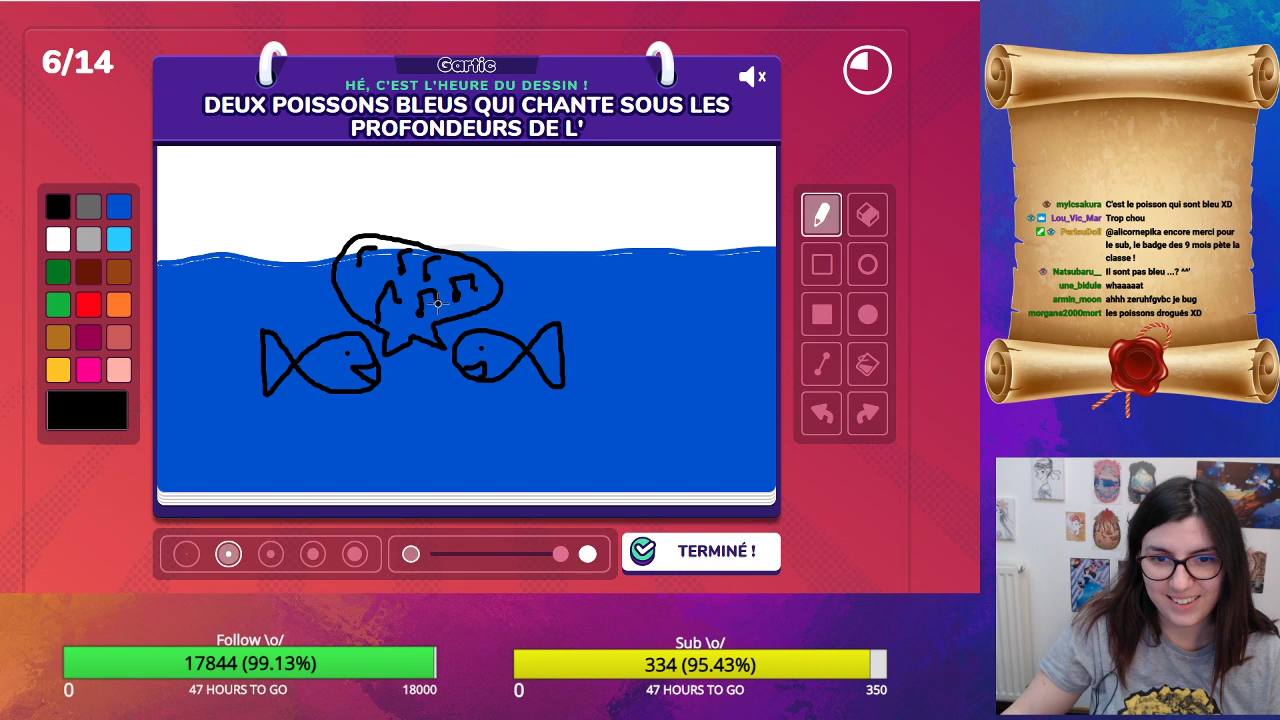 6/14
Gartic
HÉ, C'EST L'HEURE DU DESSIN !
DEUX POISSONS BLEUS QUI CHANTE SOUS LES
PROFONDEURS DE L'
TERMINÉ !
mylcsakura C'est le poisson qui sont bleu XD
Lou_Vic_Mar Trop chou
PerlouDoll @alicornepika encore merci pour
le sub, le badge des 9 mois pète la
classe !
Natsubaru__ Il sont pas bleu ...? ^^'
une_bidule whaaaaat
armin_moon ahhh zeruhfgvbc je bug
morgane2000mort les poissons drogués XD
Follow \o/
17844 (99.13%)
0 47 HOURS TO GO 18000
Sub \o/
334 (95.43%)
0 47 HOURS TO GO 350